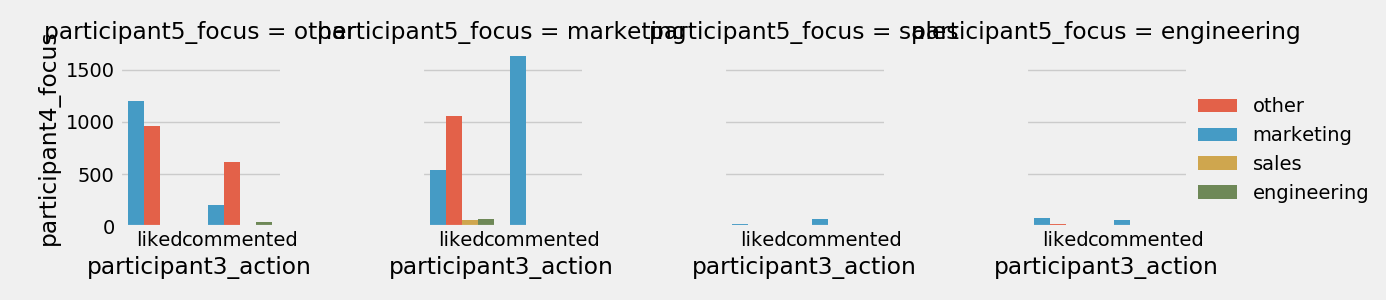 participant5_focus = other
participant5_focus = marketing
participant5_focus = sales
participant5_focus = engineering
participant4_focus
1500
1000
500
0
liked commented
liked commented
liked commented
liked commented
participant3_action
participant3_action
participant3_action
participant3_action
other
marketing
sales
engineering